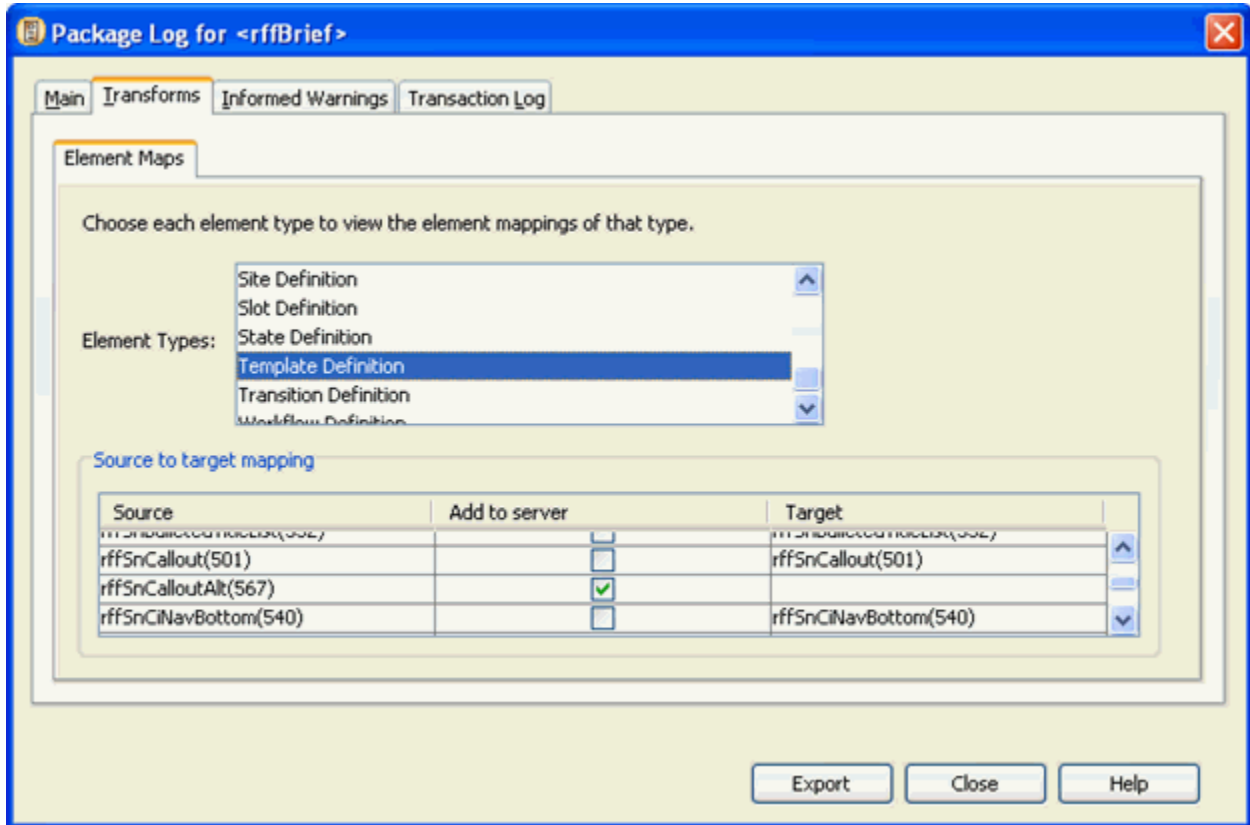 Package Log for <rffBrief>
Main Transforms Informed Warnings Transaction Log
Element Maps
Choose each element type to view the element mappings of that type.
Site Definition
Slot Definition
Element Types: State Definition
Template Definition
Transition Definition
Workflow Definition
Source to target mapping
Source Add to server Target
rffSnCallout(501) rffSnCallout(501)
rffSnCalloutAlt(567)
rffSnCiNavBottom(540) rffSnCiNavBottom(540)
Export Close Help